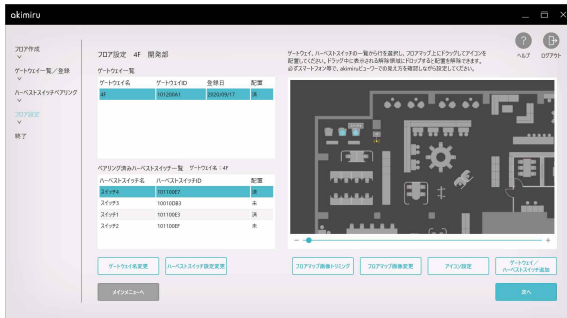 akimiru
フロア作成
ゲートウェイ一覧/登録
ハーベストスイッチペアリング
フロア設定
終了
フロア設定 4F 開発部
ゲートウェイ一覧
ゲートウェイ名 ゲートウェイID 登録日 配置
4F 101200A1 2020/09/17 済
ペアリング済みハーベストスイッチ一覧 ゲートウェイ名:4F
ハーベストスイッチ名 ハーベストスイッチID 配置
スイッチ4 101100E7 済
スイッチ3 10010DB3 未
スイッチ1 101100E3 済
スイッチ2 101100EF 未
ゲートウェイ名変更
ハーベストスイッチ設定変更
メインメニューへ
ゲートウェイ、ハーベストスイッチの一覧から行を選択し、フロアマップ上にドラッグしてアイコンを
配置してください。ドラッグ中に表示される解除領域にドロップすると配置を解除できます。
必ずスマートフォン等で、akimiruビューワーでの見え方を確認しながら設定してください。
ヘルプ
ログアウト
フロアマップ画像トリミング
フロアマップ画像変更
アイコン設定
ゲートウェイ/
ハーベストスイッチ追加
次へ